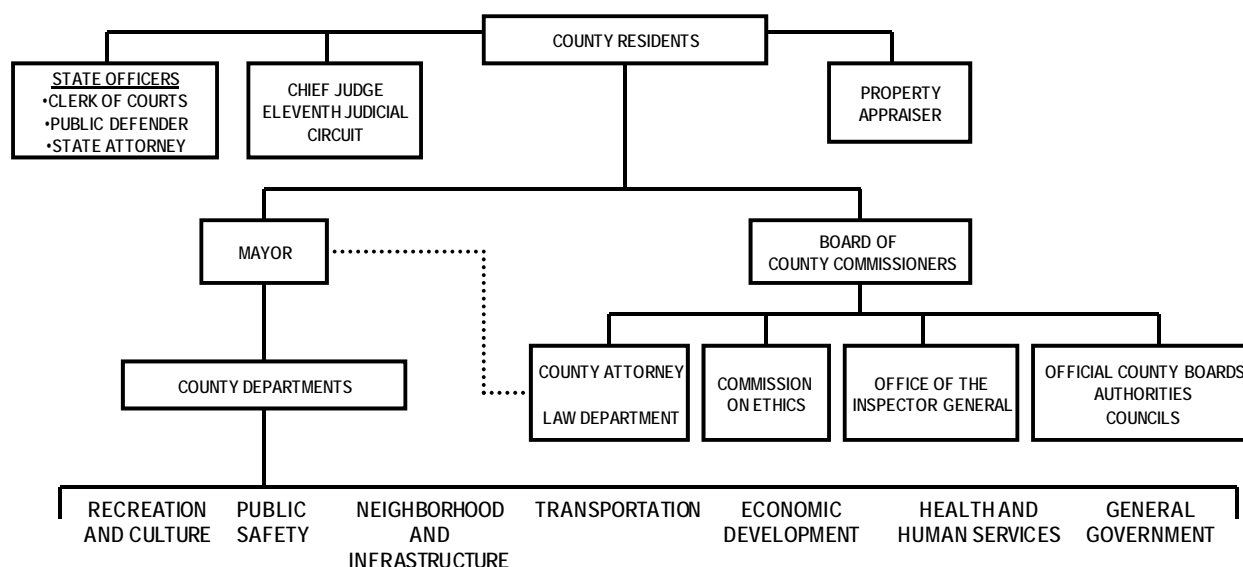 COUNTY RESIDENTS
STATE OFFICERS
•CLERK OF COURTS
•PUBLIC DEFENDER
•STATE ATTORNEY
CHIEF JUDGE
ELEVENTH JUDICIAL
CIRCUIT
PROPERTY
APPRAISER
MAYOR
BOARD OF
COUNTY COMMISSIONERS
COUNTY DEPARTMENTS
COUNTY ATTORNEY
LAW DEPARTMENT
COMMISSION
ON ETHICS
OFFICE OF THE
INSPECTOR GENERAL
OFFICIAL COUNTY BOARDS
AUTHORITIES
COUNCILS
RECREATION
AND CULTURE
PUBLIC
SAFETY
NEIGHBORHOOD
AND
INFRASTRUCTURE
TRANSPORTATION
ECONOMIC
DEVELOPMENT
HEALTH AND
HUMAN SERVICES
GENERAL
GOVERNMENT